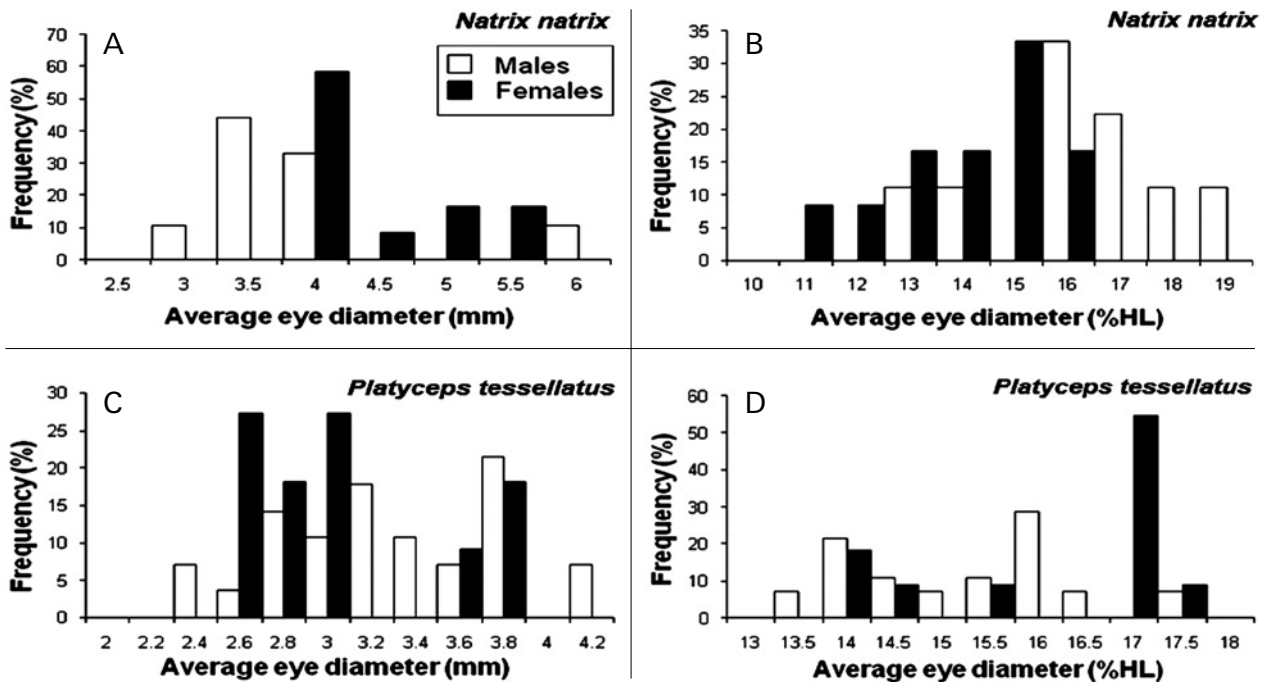 A
Natrix natrix
Males
Females
70
60
50
40
30
20
10
0
Frequency(%)
2.5 3 3.5 4 4.5 5 5.5 6
Average eye diameter (mm)
B
Natrix natrix
35
30
25
20
15
10
5
0
Frequency(%)
10 11 12 13 14 15 16 17 18 19
Average eye diameter (%HL)
C
Platyceps tessellatus
30
25
20
15
10
5
0
Frequency(%)
2 2.2 2.4 2.6 2.8 3 3.2 3.4 3.6 3.8 4 4.2
Average eye diameter (mm)
D
Platyceps tessellatus
60
50
40
30
20
10
0
Frequency(%)
13 13.5 14 14.5 15 15.5 16 16.5 17 17.5 18
Average eye diameter (%HL)